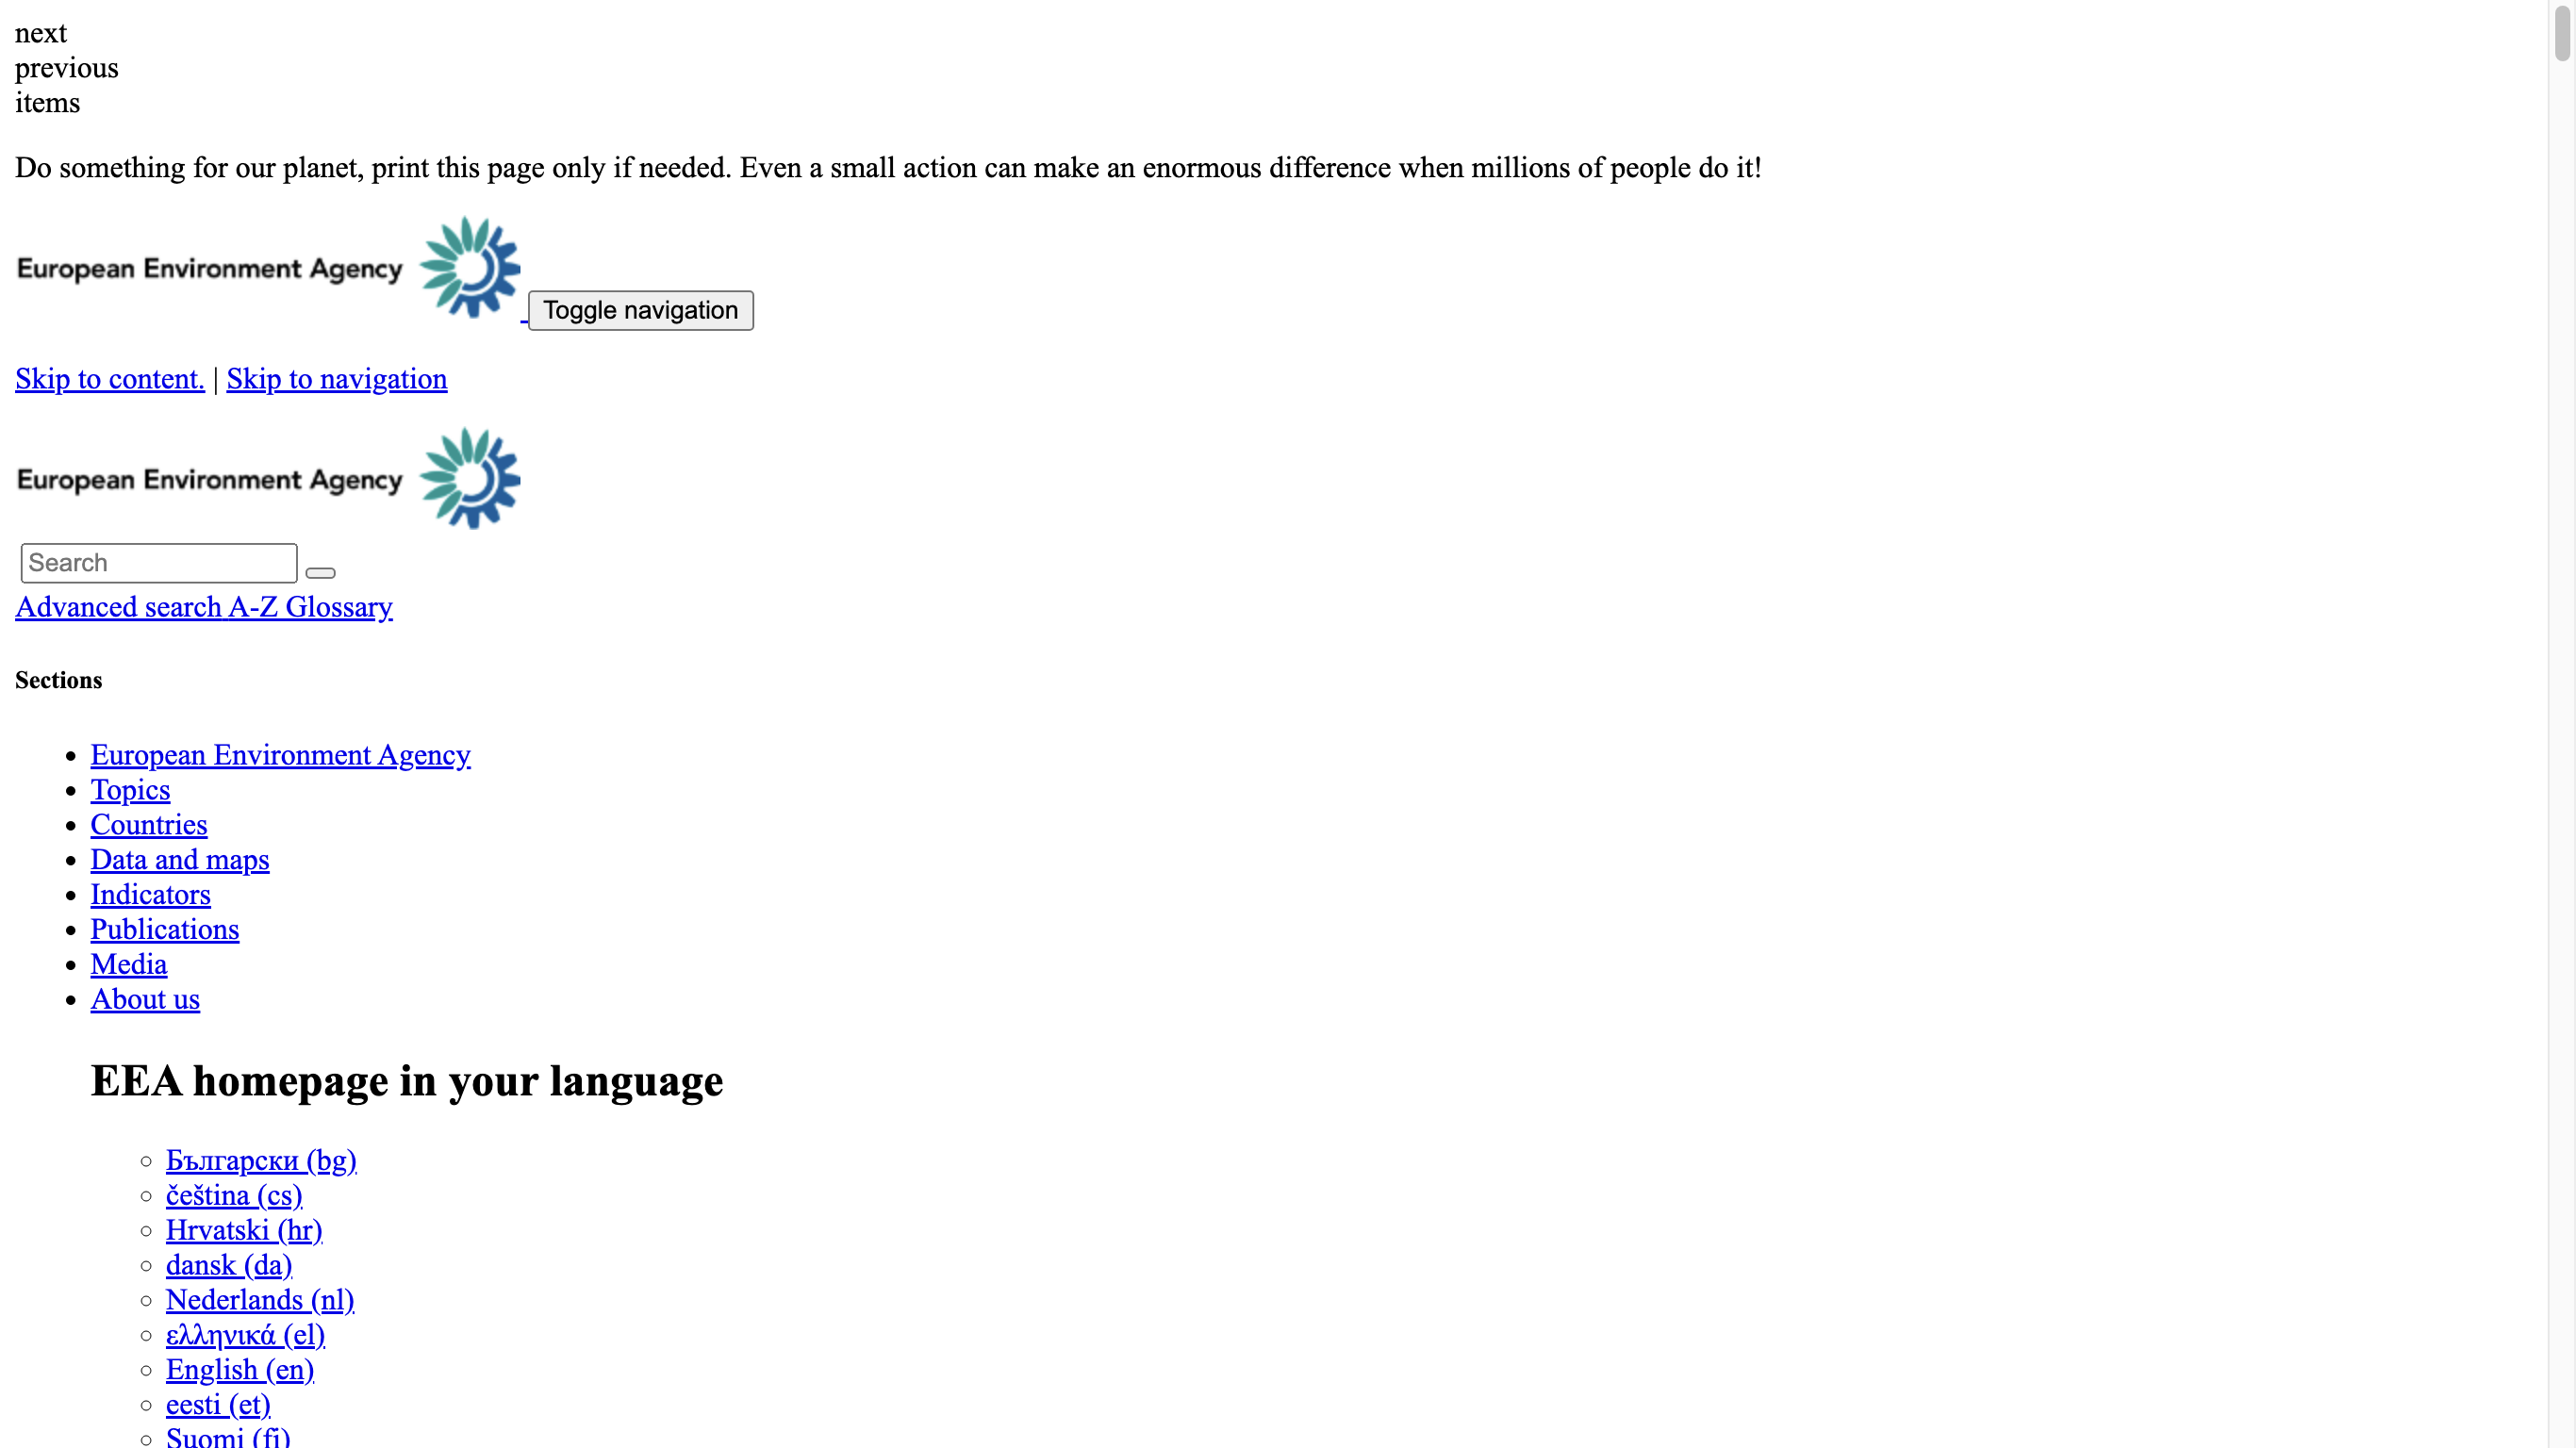 next
previous
items
Do something for our planet, print this page only if needed. Even a small action can make an enormous difference when millions of people do it!
European Environment Agency
Toggle navigation
Skip to content. | Skip to navigation
European Environment Agency
Search
Advanced search A-Z Glossary
Sections
European Environment Agency
Topics
Countries
Data and maps
Indicators
Publications
Media
About us
EEA homepage in your language
Български (bg)
čeština (cs)
Hrvatski (hr)
dansk (da)
Nederlands (nl)
ελληνικά (el)
English (en)
eesti (et)
Suomi (fi)